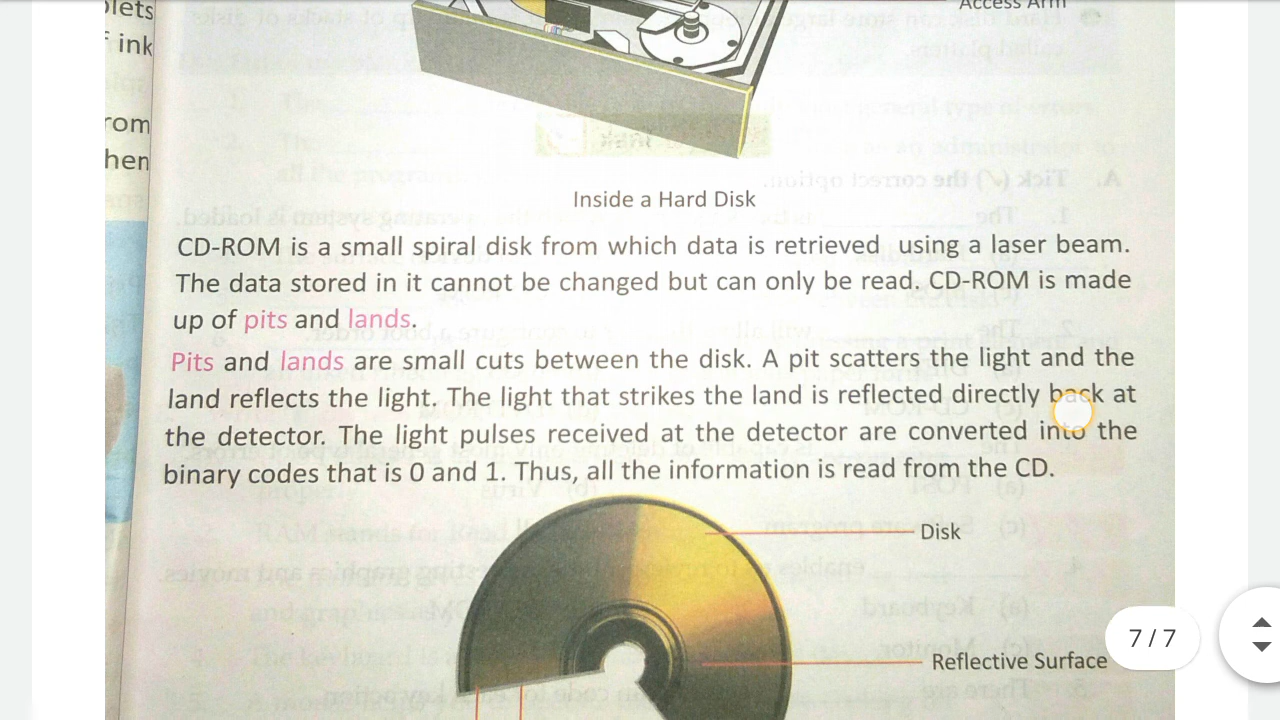 olets
ink
rom
hen
Access Arm
Inside a Hard Disk
CD-ROM is a small spiral disk from which data is retrieved using a laser beam.
The data stored in it cannot be changed but can only be read. CD-ROM is made
up of pits and lands.
Pits and lands are small cuts between the disk. A pit scatters the light and the
land reflects the light. The light that strikes the land is reflected directly back at
the detector. The light pulses received at the detector are converted into the
binary codes that is 0 and 1. Thus, all the information is read from the CD.
Disk
7 / 7
Reflective Surface